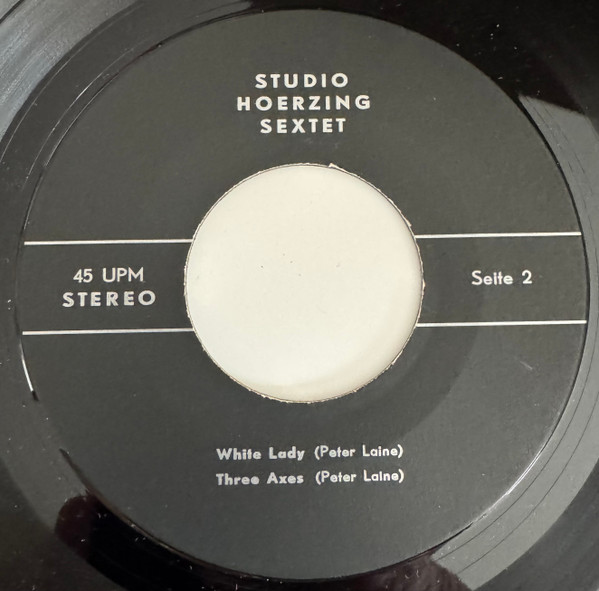 STUDIO
HOERZING
SEXTET
45 UPM
STEREO
Seite 2
White Lady (Peter Laine)
Three Axes (Peter Laine)